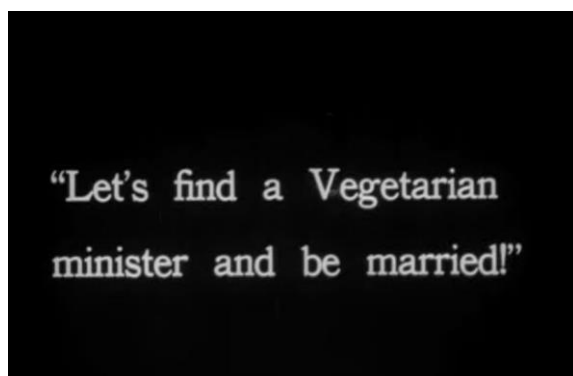 “Let’s find a Vegetarian
minister and be married!”